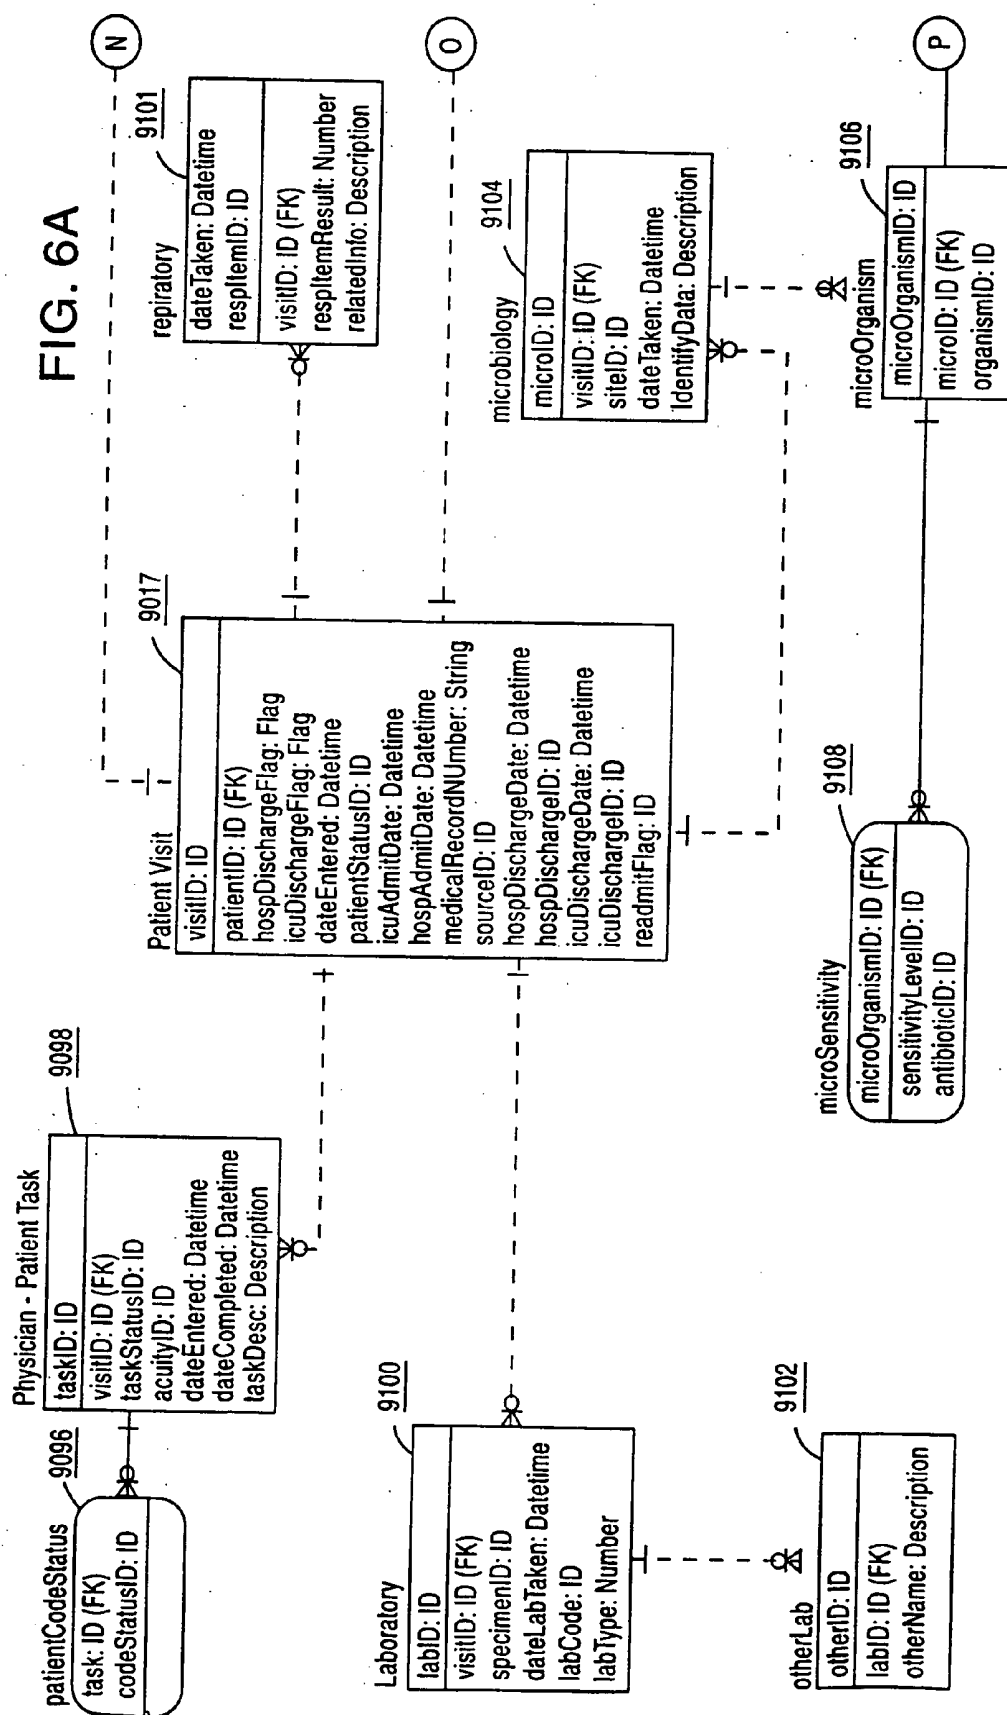 FIG. 6A
patientCodeStatus
9096
task: ID (FK)
codeStatusID: ID
Physician - Patient Task
9098
taskID: ID
visitID: ID (FK)
taskStatusID: ID
acuityID: ID
dateEntered: Datetime
dateCompleted: Datetime
taskDesc: Description
Patient Visit
9017
visitID: ID
patientID: ID (FK)
hospDischargeFlag: Flag
icuDischargeFlag: Flag
dateEntered: Datetime
patientStatusID: ID
icuAdmitDate: Datetime
hospAdmitDate: Datetime
medicalRecordNUmber: String
sourceID: ID
hospDischargeDate: Datetime
hospDischargeID: ID
icuDischargeDate: Datetime
icuDischargeID: ID
readmitFlag: ID
repiratory
9101
dateTaken: Datetime
respItemID: ID
visitID: ID (FK)
respItemResult: Number
relatedInfo: Description
N
O
Laboratory
9100
labID: ID
visitID: ID (FK)
specimenID: ID
dateLabTaken: Datetime
labCode: ID
labType: Number
microbiology
9104
microID: ID
visitID: ID (FK)
siteID: ID
dateTaken: Datetime
IdentifyData: Description
otherLab
9102
otherID: ID
labID: ID (FK)
otherName: Description
microSensitivity
9108
microOrganismID: ID (FK)
sensitivityLevelID: ID
antibioticID: ID
microOrganism
9106
microOrganismID: ID
microID: ID (FK)
organismID: ID
P